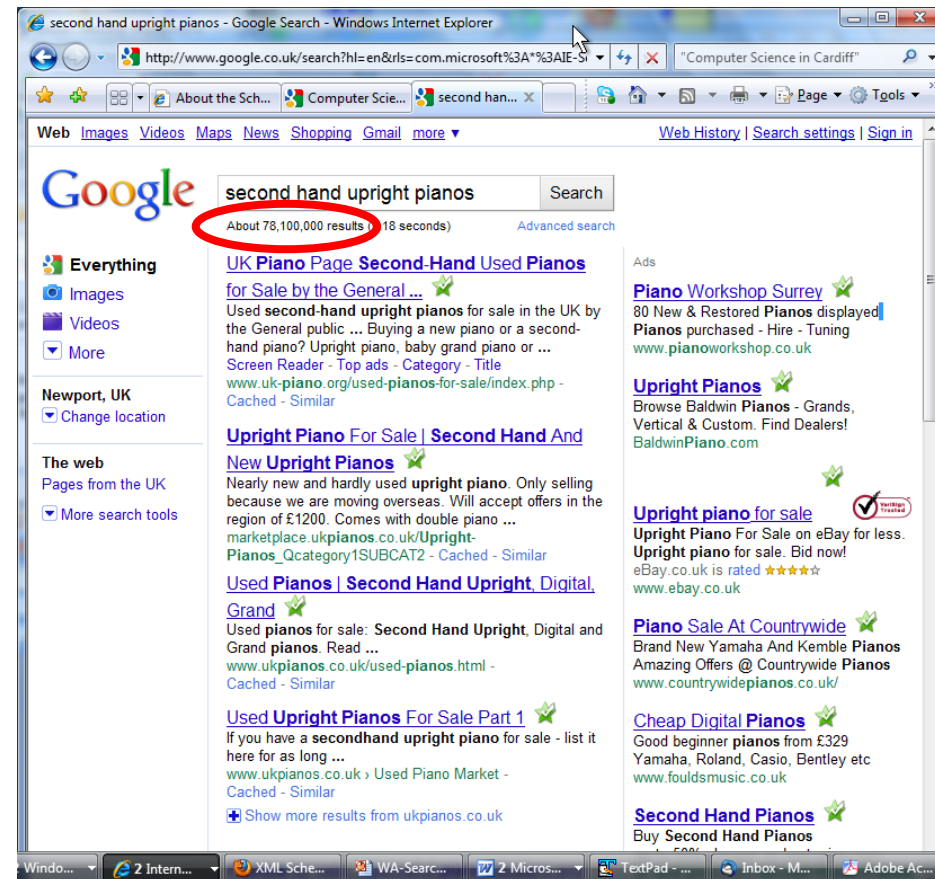 second hand upright pianos - Google Search - Windows Internet Explorer
http://www.google.co.uk/search?hl=en&rls=com.microsoft%3A*%3AIE-S
"Computer Science in Cardiff"
About the Sch...
Computer Scie...
second han...
Page
Tools
Web Images Videos Maps News Shopping Gmail more ▼
Web History | Search settings | Sign in
Google
second hand upright pianos
Search
About 78,100,000 results 18 seconds)
Advanced search
Everything
Images
Videos
More
Newport, UK
Change location
The web
Pages from the UK
More search tools
UK Piano Page Second-Hand Used Pianos
for Sale by the General ...
Used second-hand upright pianos for sale in the UK by
the General public ... Buying a new piano or a second-
hand piano? Upright piano, baby grand piano or ...
Screen Reader - Top ads - Category - Title
www.uk-piano.org/used-pianos-for-sale/index.php -
Cached - Similar
Upright Piano For Sale | Second Hand And
New Upright Pianos
Nearly new and hardly used upright piano. Only selling
because we are moving overseas. Will accept offers in the
region of £1200. Comes with double piano ...
marketplace.ukpianos.co.uk/Upright-
Pianos_Qcategory1SUBCAT2 - Cached - Similar
Used Pianos | Second Hand Upright, Digital,
Grand
Used pianos for sale: Second Hand Upright, Digital and
Grand pianos. Read ...
www.ukpianos.co.uk/used-pianos.html -
Cached - Similar
Used Upright Pianos For Sale Part 1
If you have a secondhand upright piano for sale - list it
here for as long ...
www.ukpianos.co.uk › Used Piano Market -
Cached - Similar
Show more results from ukpianos.co.uk
Ads
Piano Workshop Surrey
80 New & Restored Pianos displayed
Pianos purchased - Hire - Tuning
www.pianoworkshop.co.uk
Upright Pianos
Browse Baldwin Pianos - Grands,
Vertical & Custom. Find Dealers!
BaldwinPiano.com
VeriSign
Trusted
Upright piano for sale
Upright Piano For Sale on eBay for less.
Upright piano for sale. Bid now!
eBay.co.uk is rated
www.ebay.co.uk
Piano Sale At Countrywide
Brand New Yamaha And Kemble Pianos
Amazing Offers @ Countrywide Pianos
www.countrywidepianos.co.uk/
Cheap Digital Pianos
Good beginner pianos from £329
Yamaha, Roland, Casio, Bentley etc
www.fouldsmusic.co.uk
Second Hand Pianos
Buy Second Hand Pianos
Windo...
2 Intern...
XML Sche...
WA-Searc...
2 Micros...
TextPad - ...
Inbox - M...
Adobe Ac...